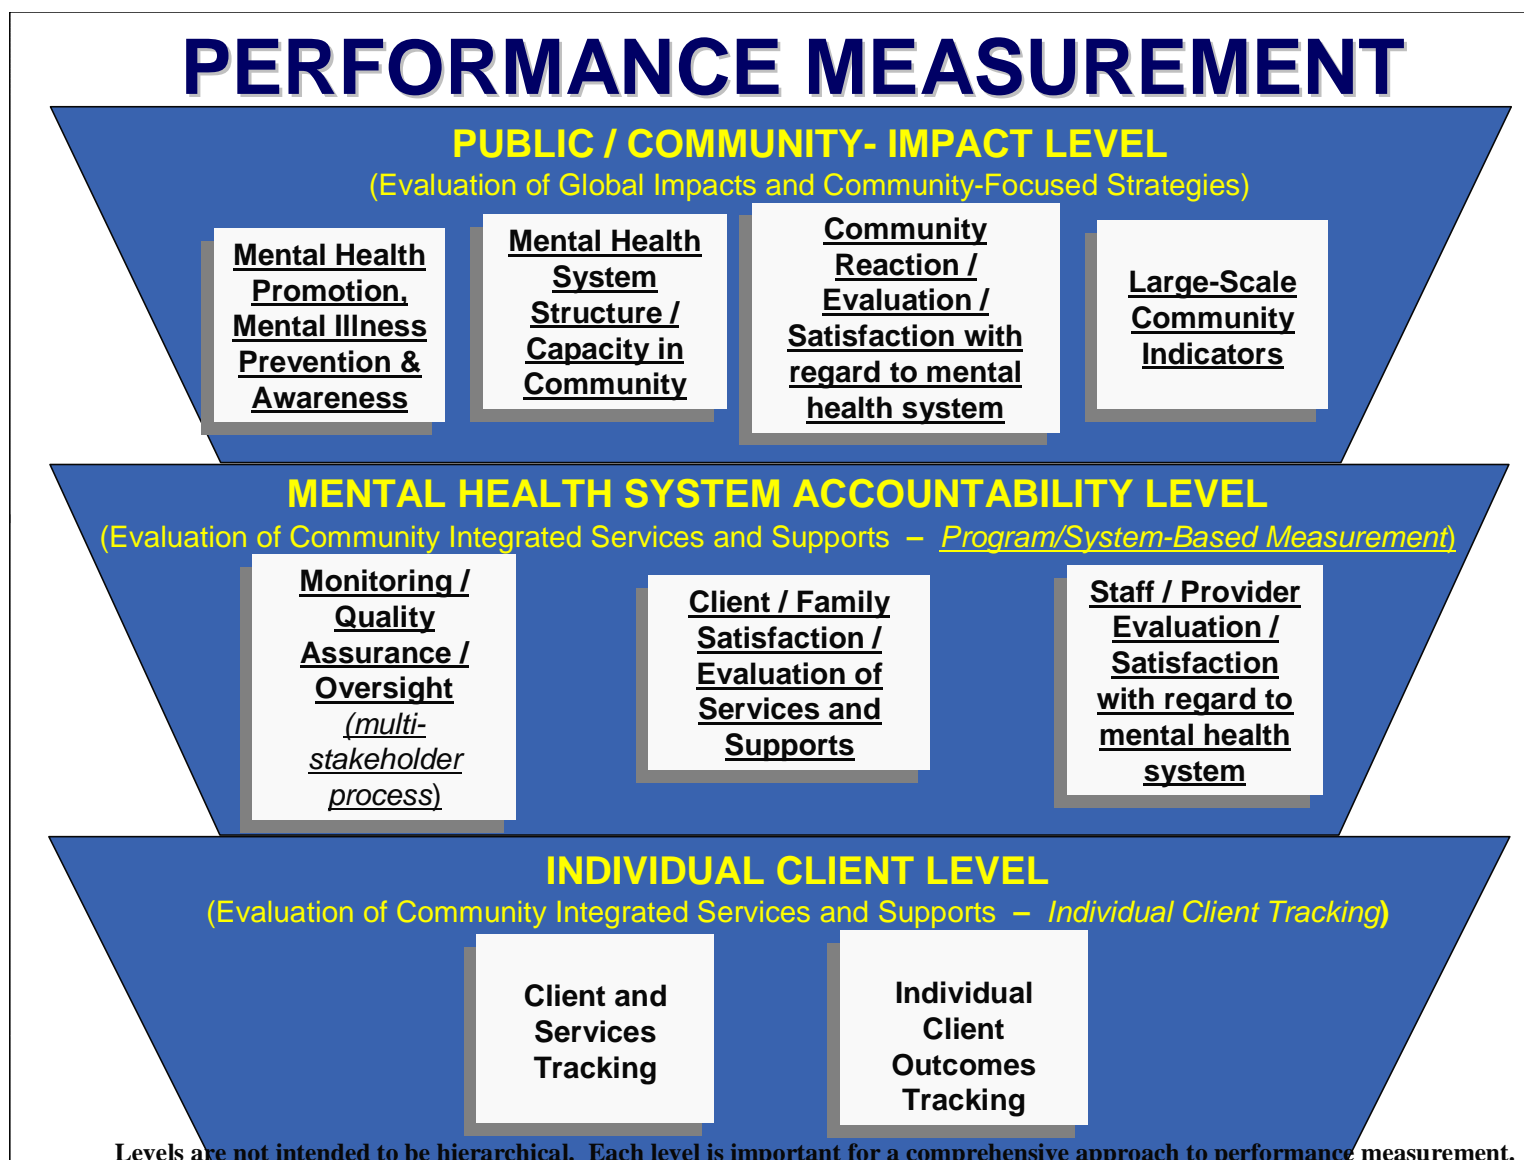 PERFORMANCE MEASUREMENT
PUBLIC / COMMUNITY- IMPACT LEVEL
(Evaluation of Global Impacts and Community-Focused Strategies)
Mental Health
Promotion,
Mental Illness
Prevention &
Awareness
Mental Health
System
Structure /
Capacity in
Community
Community
Reaction /
Evaluation /
Satisfaction with
regard to mental
health system
Large-Scale
Community
Indicators
MENTAL HEALTH SYSTEM ACCOUNTABILITY LEVEL
(Evaluation of Community Integrated Services and Supports – Program/System-Based Measurement)
Monitoring /
Quality
Assurance /
Oversight
(multi-
stakeholder
process)
Client / Family
Satisfaction /
Evaluation of
Services and
Supports
Staff / Provider
Evaluation /
Satisfaction
with regard to
mental health
system
INDIVIDUAL CLIENT LEVEL
(Evaluation of Community Integrated Services and Supports – Individual Client Tracking)
Client and
Services
Tracking
Individual
Client
Outcomes
Tracking
Levels are not intended to be hierarchical. Each level is important for a comprehensive approach to performance measurement.